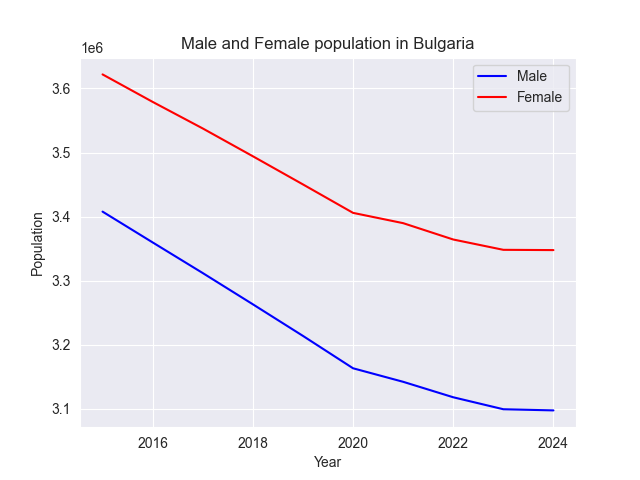 Male and Female population in Bulgaria
1e6
Male
Female
3.6
3.5
3.4
3.3
3.2
3.1
Population
2016 2018 2020 2022 2024
Year